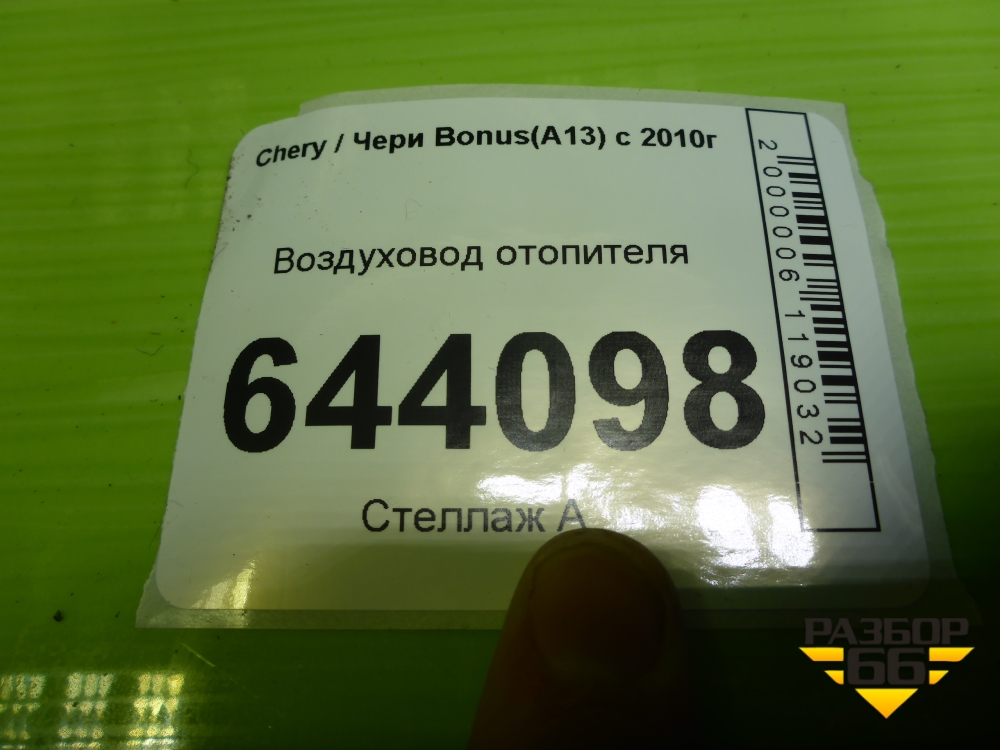 Chery / Чери Bonus(A13) с 2010г
Воздуховод отопителя
644098
Стеллаж А
2000006119032
РАЗБОР
66